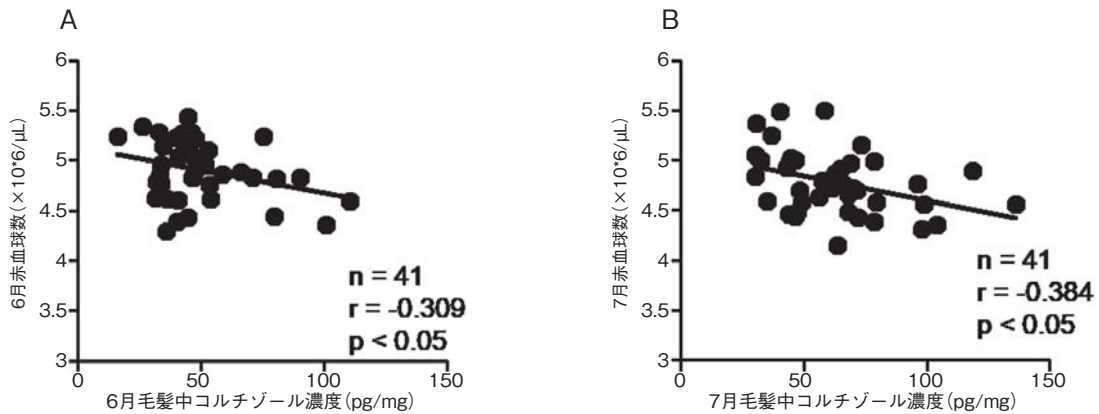 A
6月赤血球数(×10*6/μL)
6
5.5
5
4.5
4
3.5
3
0
50
100
150
n = 41
r = -0.309
p < 0.05
6月毛髪中コルチゾール濃度(pg/mg)
B
7月赤血球数(×10*6/μL)
6
5.5
5
4.5
4
3.5
3
0
50
100
150
n = 41
r = -0.384
p < 0.05
7月毛髪中コルチゾール濃度(pg/mg)